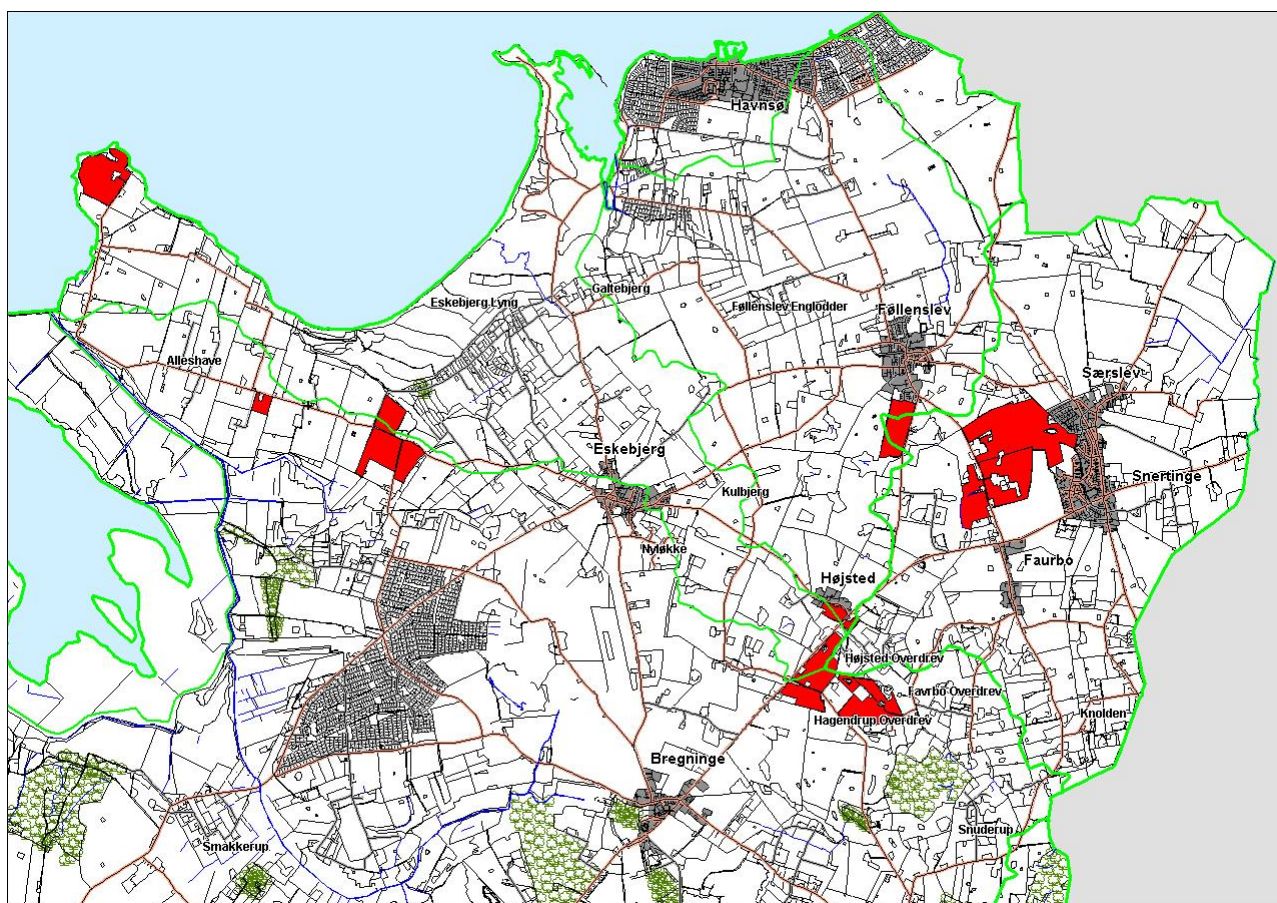 Havnsø
Galtebjerg
Eskebjerg Lyng
Føllenslev Englodder
Føllenslev
Alleshave
Særslev
Eskebjerg
Snertinge
Kulbjerg
Nyløkke
Faurbo
Højsted
Højsted Overdrev
Favrbo Overdrev
Knolden
Hagendrup Overdrev
Bregninge
Snuderup
Smakkerup